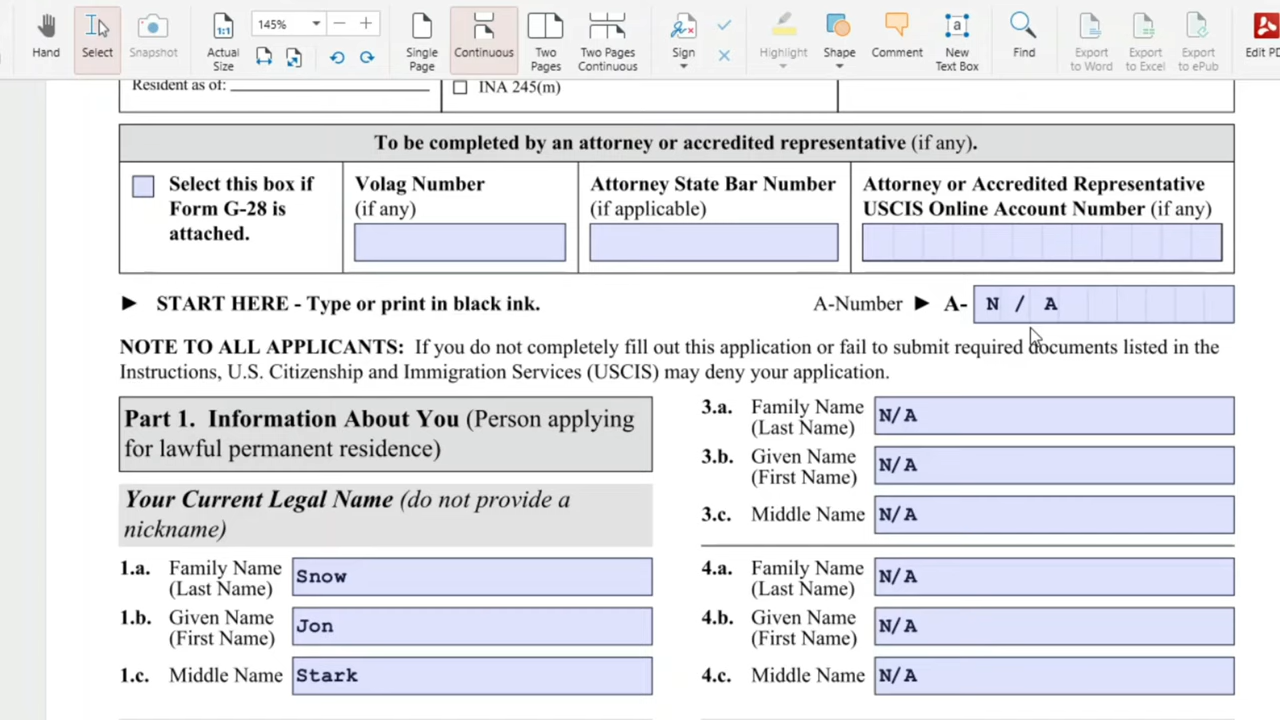 Hand
Select
Snapshot
Actual Size
145%
Single Page
Continuous
Two Pages
Two Pages Continuous
Sign
Highlight
Shape
Comment
New Text Box
Find
Export to Word
Export to Excel
Export to ePub
Edit PD
Resident as of:
INA 245(m)
To be completed by an attorney or accredited representative (if any).
Select this box if
Form G-28 is
attached.
Volag Number
(if any)
Attorney State Bar Number
(if applicable)
Attorney or Accredited Representative
USCIS Online Account Number (if any)
► START HERE - Type or print in black ink.
A-Number ► A- N / A
NOTE TO ALL APPLICANTS: If you do not completely fill out this application or fail to submit required documents listed in the
Instructions, U.S. Citizenship and Immigration Services (USCIS) may deny your application.
Part 1. Information About You (Person applying
for lawful permanent residence)
Your Current Legal Name (do not provide a
nickname)
1.a. Family Name
(Last Name)
Snow
1.b. Given Name
(First Name)
Jon
1.c. Middle Name Stark
3.a. Family Name
(Last Name)
N/A
3.b. Given Name
(First Name)
N/A
3.c. Middle Name N/A
4.a. Family Name
(Last Name)
N/A
4.b. Given Name
(First Name)
N/A
4.c. Middle Name N/A